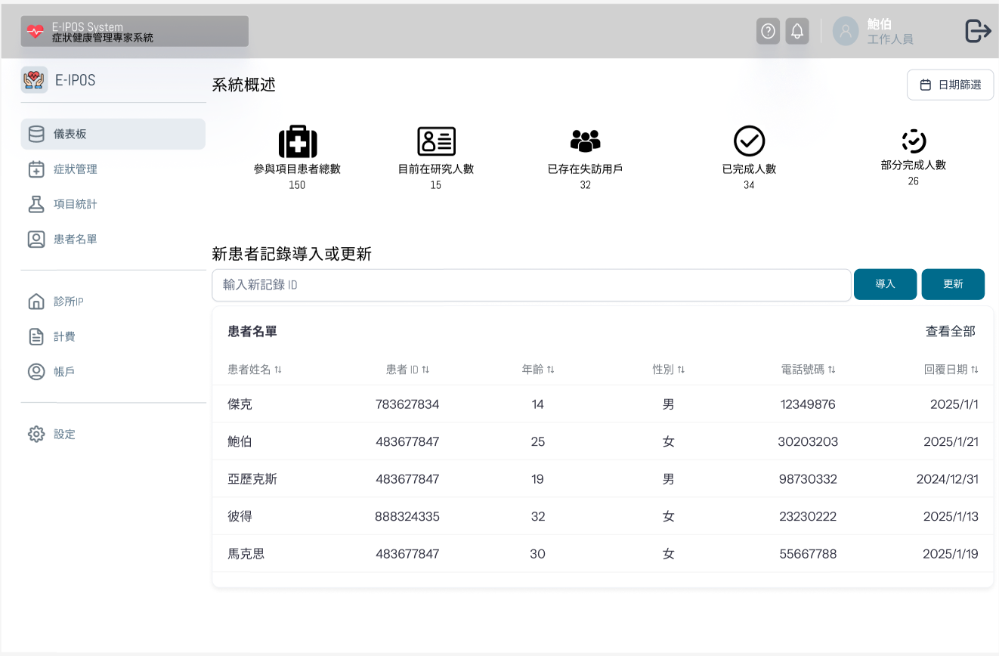 E-IPOS System
症狀健康管理專家系統
鮑伯
工作人員
E-IPOS
系統概述
日期篩選
儀表板
症狀管理
項目統計
患者名單
診所IP
計費
帳戶
設定
參與項目患者總數
150
目前在研究人數
15
已存在失訪用戶
32
已完成人數
34
部分完成人數
26
新患者記錄導入或更新
輸入新記錄 ID
導入
更新
患者名單 查看全部
患者姓名 患者 ID 年齡 性別 電話號碼 回覆日期
傑克 783627834 14 男 12349876 2025/1/1
鮑伯 483677847 25 女 30203203 2025/1/21
亞歷克斯 483677847 19 男 98730332 2024/12/31
彼得 888324335 32 女 23230222 2025/1/13
馬克思 483677847 30 女 55667788 2025/1/19